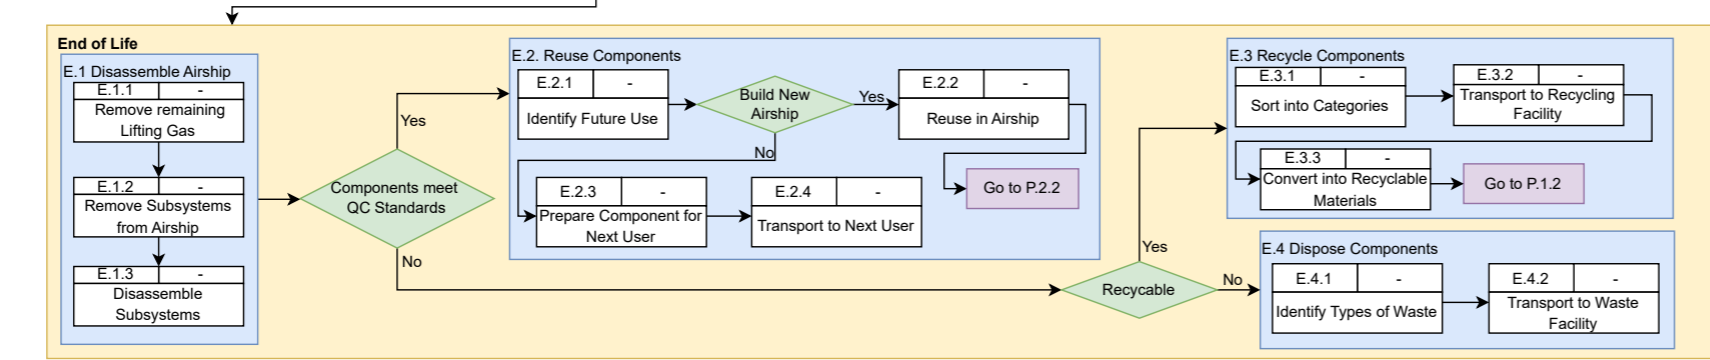 End of Life
E.1 Disassemble Airship
E.1.1 -
Remove remaining
Lifting Gas
E.1.2 -
Remove Subsystems
from Airship
E.1.3 -
Disassemble
Subsystems
Components meet
QC Standards
Yes
No
E.2. Reuse Components
E.2.1 -
Identify Future Use
Build New
Airship
Yes
No
E.2.2 -
Reuse in Airship
Go to P.2.2
E.2.3 -
Prepare Component for
Next User
E.2.4 -
Transport to Next User
Recycable
Yes
No
E.3 Recycle Components
E.3.1 -
Sort into Categories
E.3.2 -
Transport to Recycling
Facility
E.3.3 -
Convert into Recyclable
Materials
Go to P.1.2
E.4 Dispose Components
E.4.1 -
Identify Types of Waste
E.4.2 -
Transport to Waste
Facility